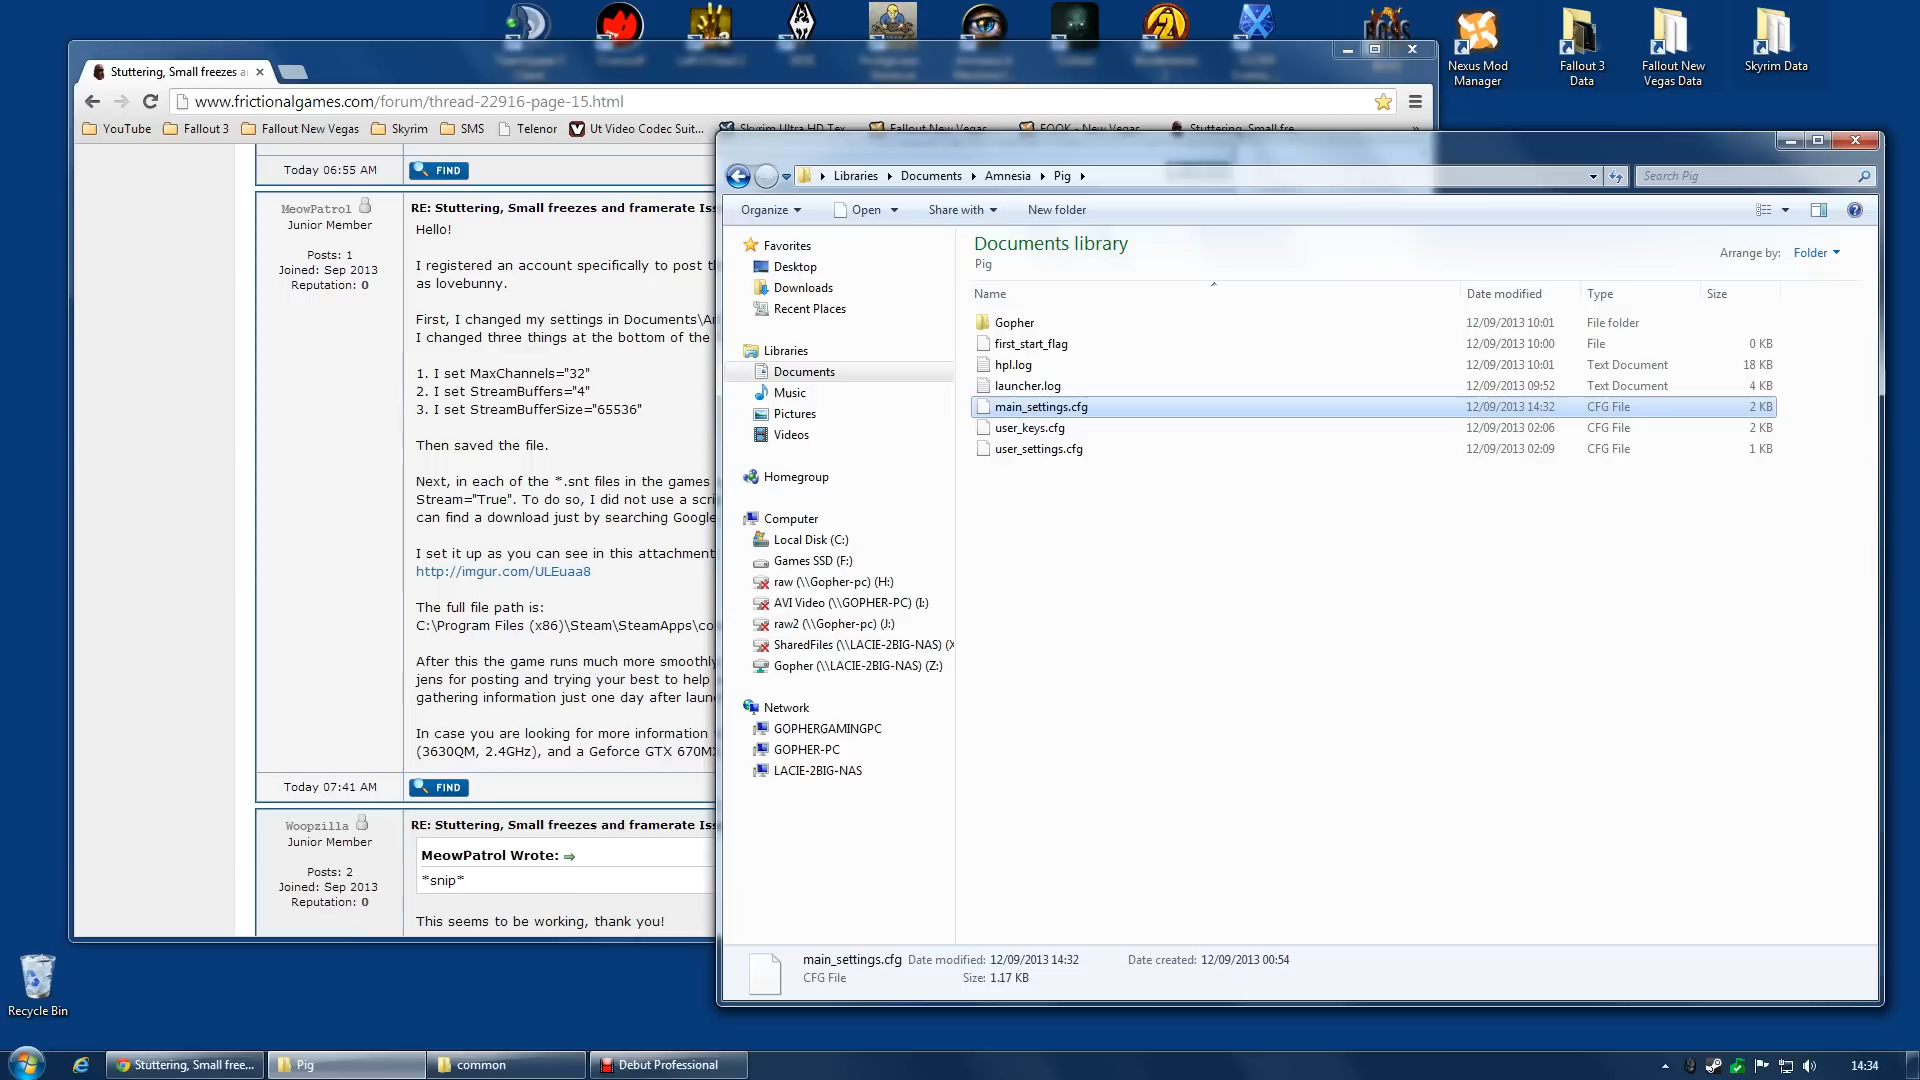 Nexus Mod
Manager
Fallout 3
Data
Fallout New
Vegas Data
Skyrim Data
Stuttering, Small freezes a
www.frictionalgames.com/forum/thread-22916-page-15.html
YouTube
Fallout 3
Fallout New Vegas
Skyrim
SMS
Telenor
Ut Video Codec Suit...
Skyrim Ultra HD Tex
Fallout New Vegas
FOOK - New Vegas
Stuttering, Small fre
Today 06:55 AM
FIND
MeowPatrol
Junior Member
Posts: 1
Joined: Sep 2013
Reputation: 0
RE: Stuttering, Small freezes and framerate Iss
Hello!
I registered an account specifically to post th
as lovebunny.
First, I changed my settings in Documents\An
I changed three things at the bottom of the
1. I set MaxChannels="32"
2. I set StreamBuffers="4"
3. I set StreamBufferSize="65536"
Then saved the file.
Next, in each of the *.snt files in the games
Stream="True". To do so, I did not use a scri
can find a download just by searching Google
I set it up as you can see in this attachment
http://imgur.com/ULEuaa8
The full file path is:
C:\Program Files (x86)\Steam\SteamApps\co
After this the game runs much more smoothly
jens for posting and trying your best to help
gathering information just one day after laun
In case you are looking for more information
(3630QM, 2.4GHz), and a Geforce GTX 670MX
Today 07:41 AM
FIND
Woopzilla
Junior Member
Posts: 2
Joined: Sep 2013
Reputation: 0
RE: Stuttering, Small freezes and framerate Iss
MeowPatrol Wrote:
*snip*
This seems to be working, thank you!
Libraries
Documents
Amnesia
Pig
Search Pig
Organize
Open
Share with
New folder
Favorites
Desktop
Downloads
Recent Places
Libraries
Documents
Music
Pictures
Videos
Homegroup
Computer
Local Disk (C:)
Games SSD (F:)
raw (\\Gopher-pc) (H:)
AVI Video (\\GOPHER-PC) (I:)
raw2 (\\Gopher-pc) (J:)
SharedFiles (\\LACIE-2BIG-NAS) (X
Gopher (\\LACIE-2BIG-NAS) (Z:)
Network
GOPHERGAMINGPC
GOPHER-PC
LACIE-2BIG-NAS
Documents library
Pig
Arrange by: Folder
Name Date modified Type Size
Gopher 12/09/2013 10:01 File folder
first_start_flag 12/09/2013 10:00 File 0 KB
hpl.log 12/09/2013 10:01 Text Document 18 KB
launcher.log 12/09/2013 09:52 Text Document 4 KB
main_settings.cfg 12/09/2013 14:32 CFG File 2 KB
user_keys.cfg 12/09/2013 02:06 CFG File 2 KB
user_settings.cfg 12/09/2013 02:09 CFG File 1 KB
main_settings.cfg Date modified: 12/09/2013 14:32 Date created: 12/09/2013 00:54
CFG File Size: 1.17 KB
Recycle Bin
Stuttering, Small free...
Pig
common
Debut Professional
14:34